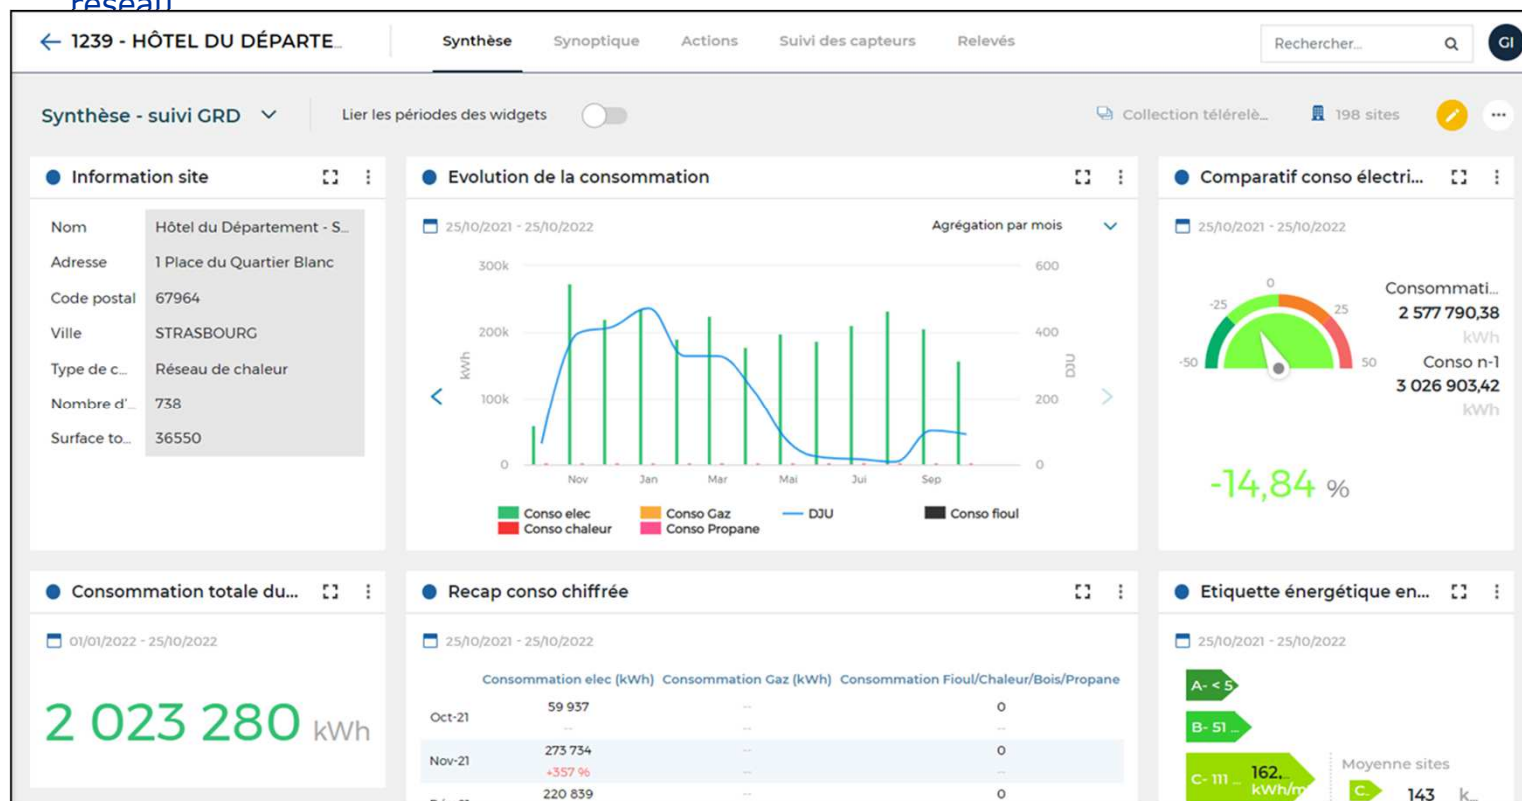 réseau
1239 - HÔTEL DU DÉPARTE...
Synthèse Synoptique Actions Suivi des capteurs Relevés
Rechercher... GI
Synthèse - suivi GRD Lier les périodes des widgets Collection télérelè... 198 sites
Information site
Nom Hôtel du Département - S...
Adresse 1 Place du Quartier Blanc
Code postal 67964
Ville STRASBOURG
Type de c... Réseau de chaleur
Nombre d'... 738
Surface to... 36550
Evolution de la consommation
25/10/2021 - 25/10/2022 Agrégation par mois
300k 600
200k 400
kWh DJU
100k 200
0 0
Nov Jan Mar Mai Jui Sep
Conso elec Conso Gaz DJU Conso fioul
Conso chaleur Conso Propane
Comparatif conso électri...
25/10/2021 - 25/10/2022
-50 -25 0 25 50
Consommati...
2 577 790,38
kWh
Conso n-1
3 026 903,42
kWh
-14,84 %
Consommation totale du...
01/01/2022 - 25/10/2022
2 023 280 kWh
Recap conso chiffrée
25/10/2021 - 25/10/2022
Consommation elec (kWh) Consommation Gaz (kWh) Consommation Fioul/Chaleur/Bois/Propane
Oct-21 59 937 -- 0
-- -- --
Nov-21 273 734 -- 0
+357 % -- --
220 839 -- 0
Etiquette énergétique en...
25/10/2021 - 25/10/2022
A- < 5
B- 51 ...
C- 111 ... 162,...
kWh/m
Moyenne sites
C... 143 k...